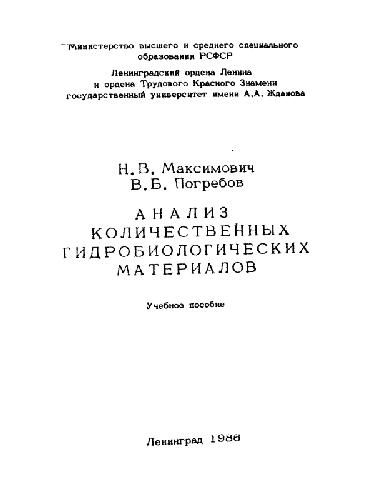 Министерство высшего и среднего специального
образования РСФСР
Ленинградский ордена Ленина
и ордена Трудового Красного Знамени
государственный университет имени А.А. Жданова
Н.В. Максимович
В.Б. Погребов
АНАЛИЗ
КОЛИЧЕСТВЕННЫХ
ГИДРОБИОЛОГИЧЕСКИХ
МАТЕРИАЛОВ
Учебное пособие
Ленинград 1986